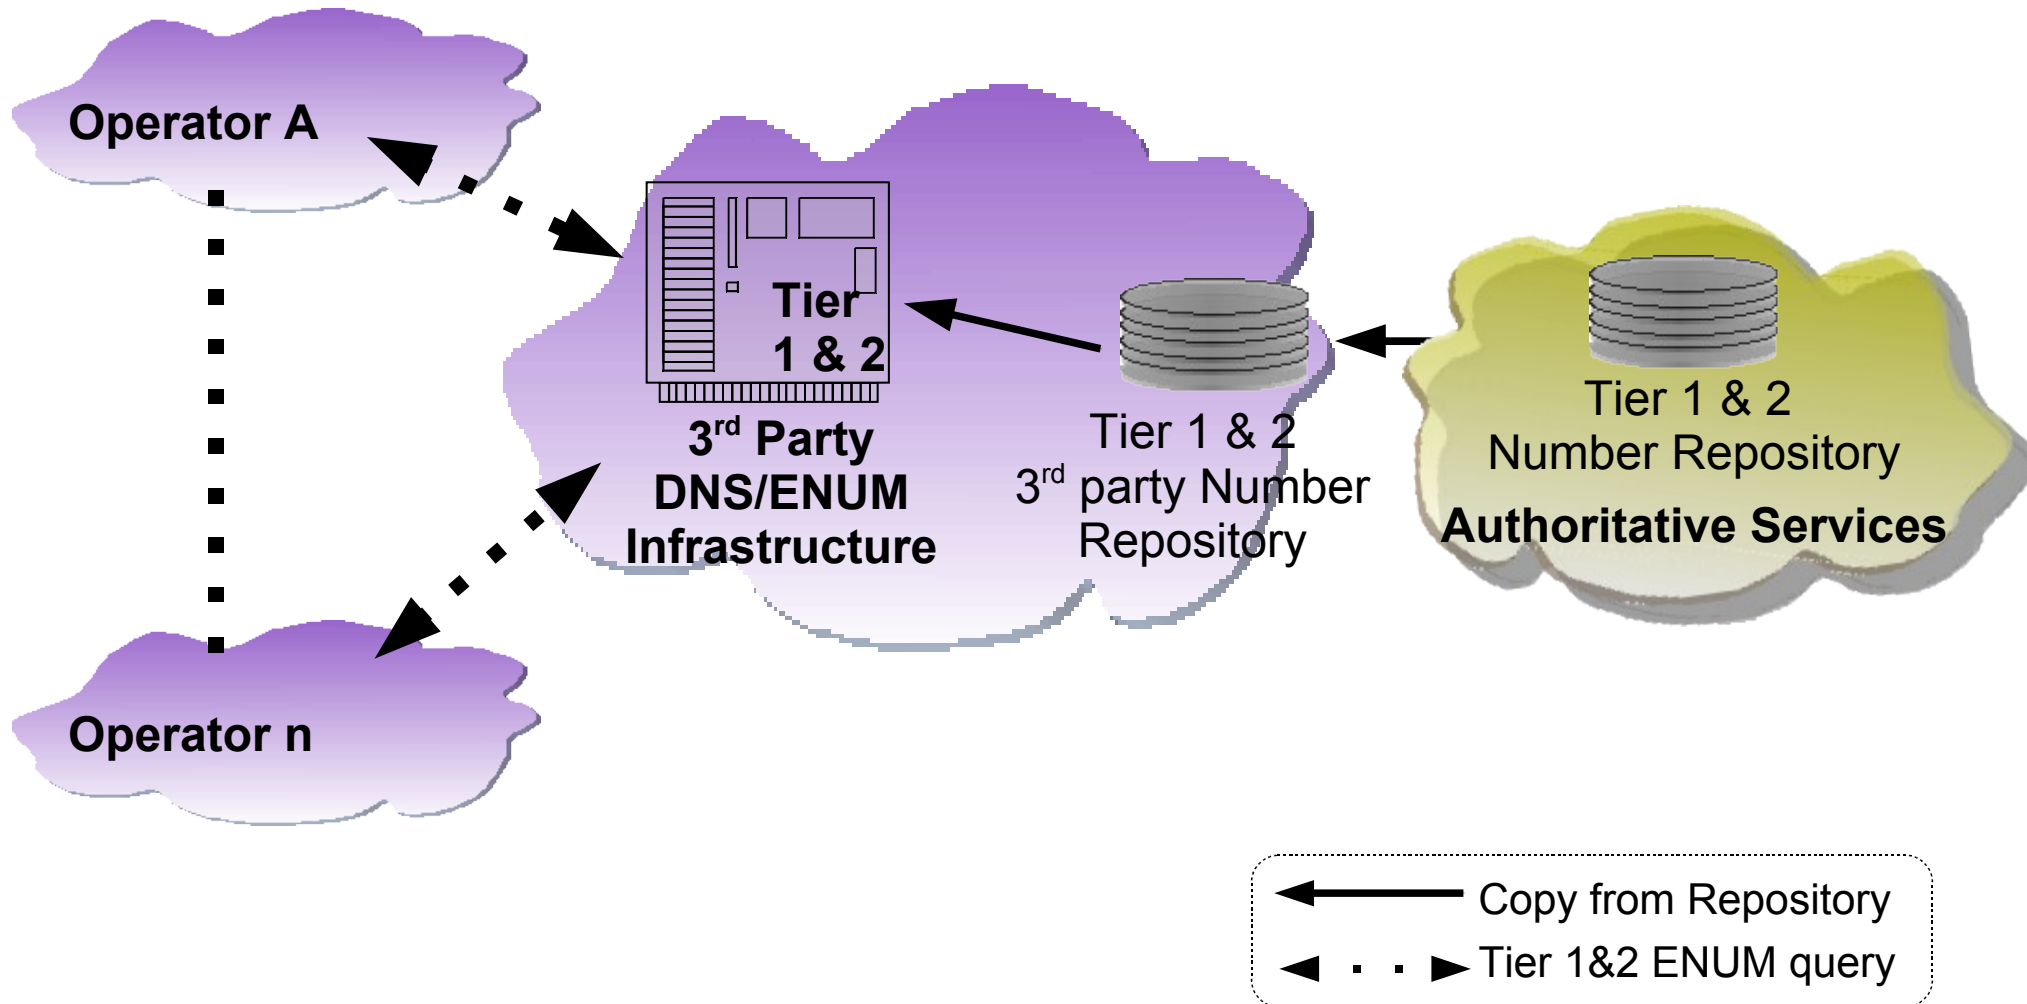 Operator A
Tier
1 & 2
3rd Party
DNS/ENUM
Infrastructure
Tier 1 & 2
3rd party Number
Repository
Tier 1 & 2
Number Repository
Authoritative Services
Operator n
Copy from Repository
Tier 1&2 ENUM query